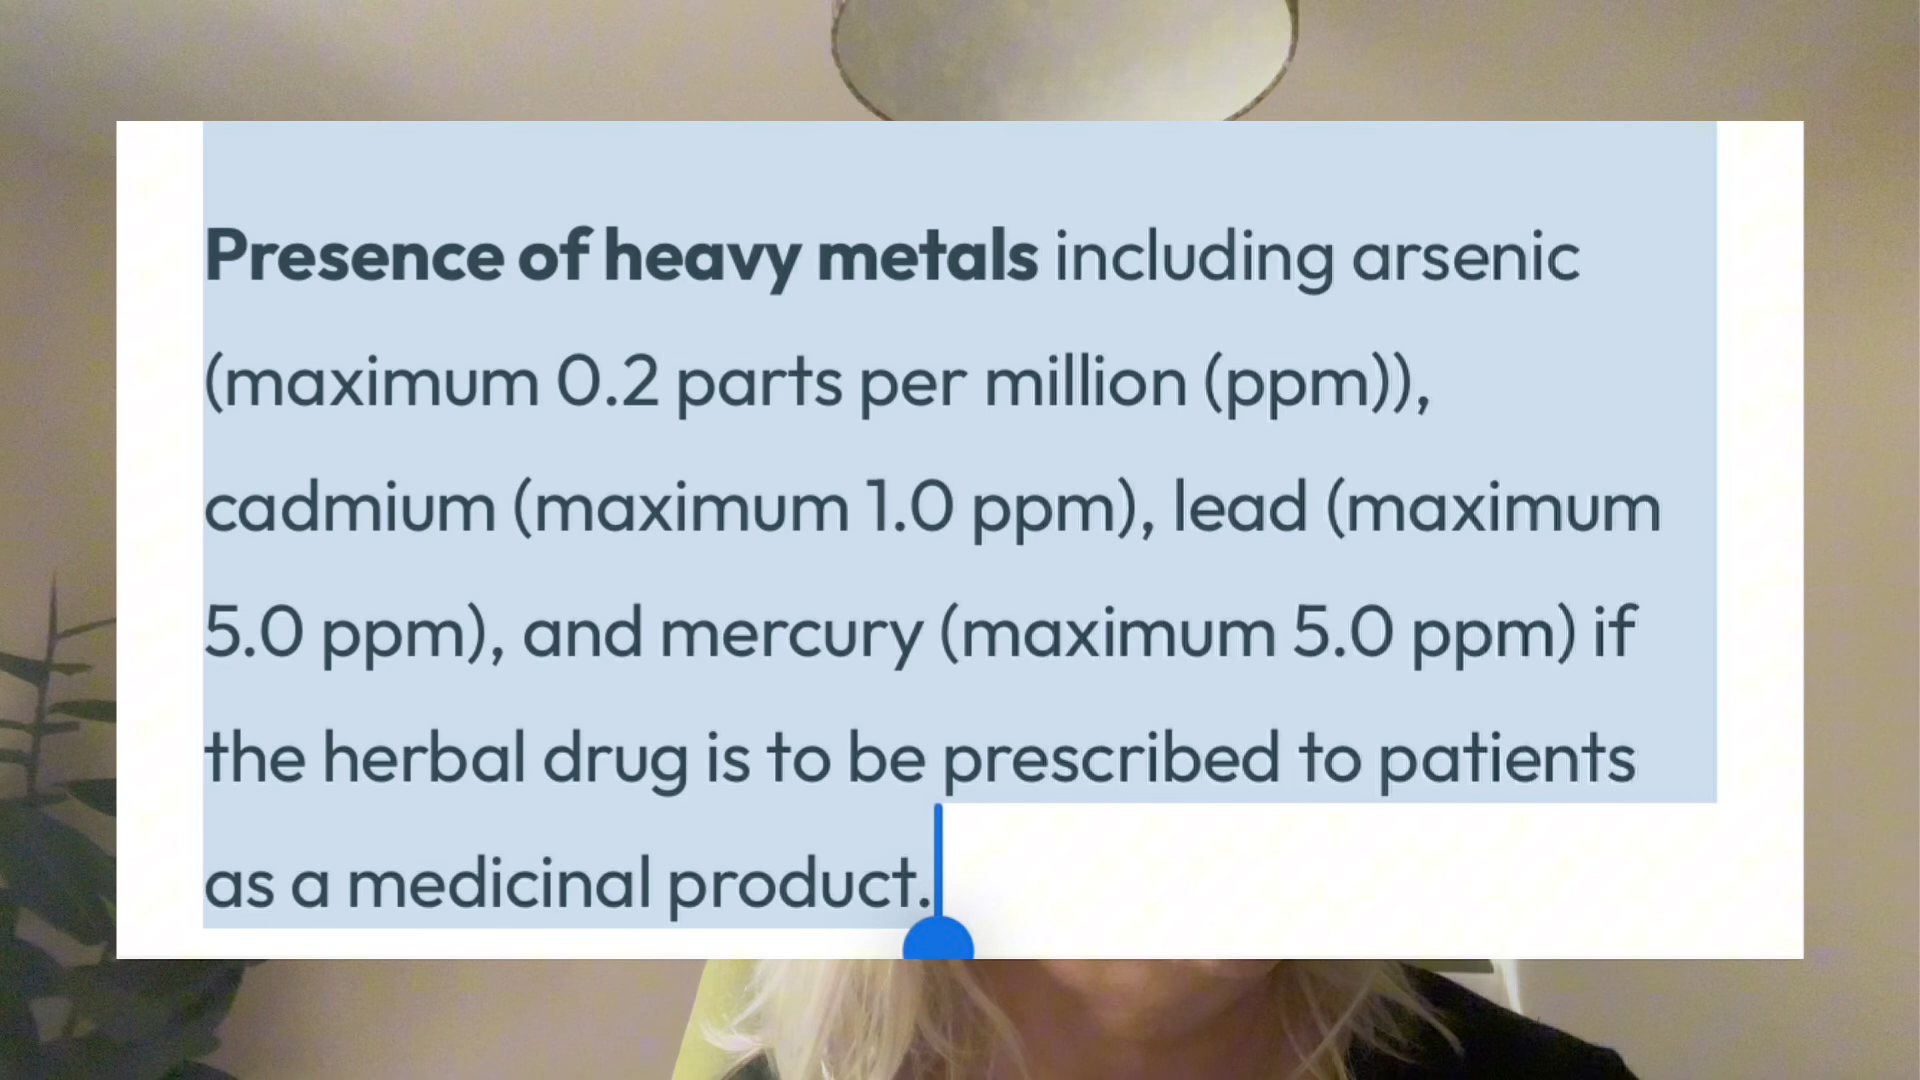 Presence of heavy metals including arsenic
(maximum 0.2 parts per million (ppm)),
cadmium (maximum 1.0 ppm), lead (maximum
5.0 ppm), and mercury (maximum 5.0 ppm) if
the herbal drug is to be prescribed to patients
as a medicinal product.